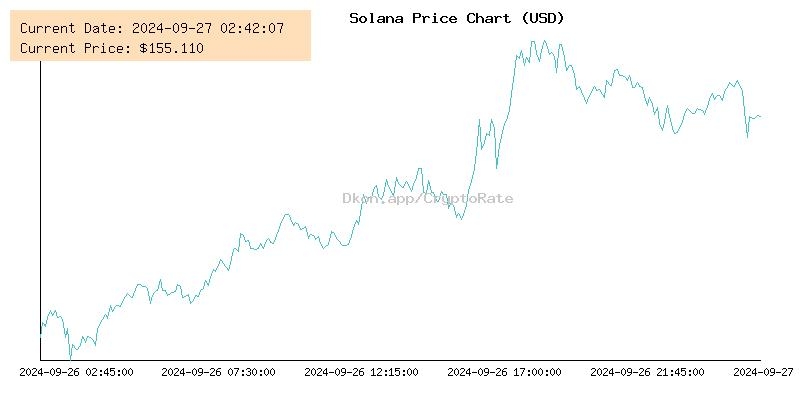 Solana Price Chart (USD)
Current Date: 2024-09-27 02:42:07
Current Price: $155.110
Dkon.app/CryptoRate
2024-09-26 02:45:00 2024-09-26 07:30:00 2024-09-26 12:15:00 2024-09-26 17:00:00 2024-09-26 21:45:00 2024-09-27